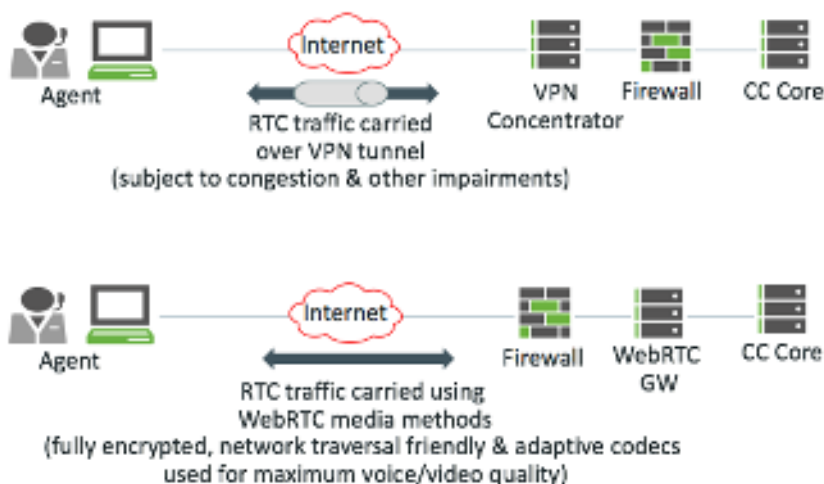 Internet
Agent
VPN
Concentrator
Firewall
CC Core
RTC traffic carried
over VPN tunnel
(subject to congestion & other impairments)
Internet
Agent
Firewall
WebRTC
GW
CC Core
RTC traffic carried using
WebRTC media methods
(fully encrypted, network traversal friendly & adaptive codecs
used for maximum voice/video quality)